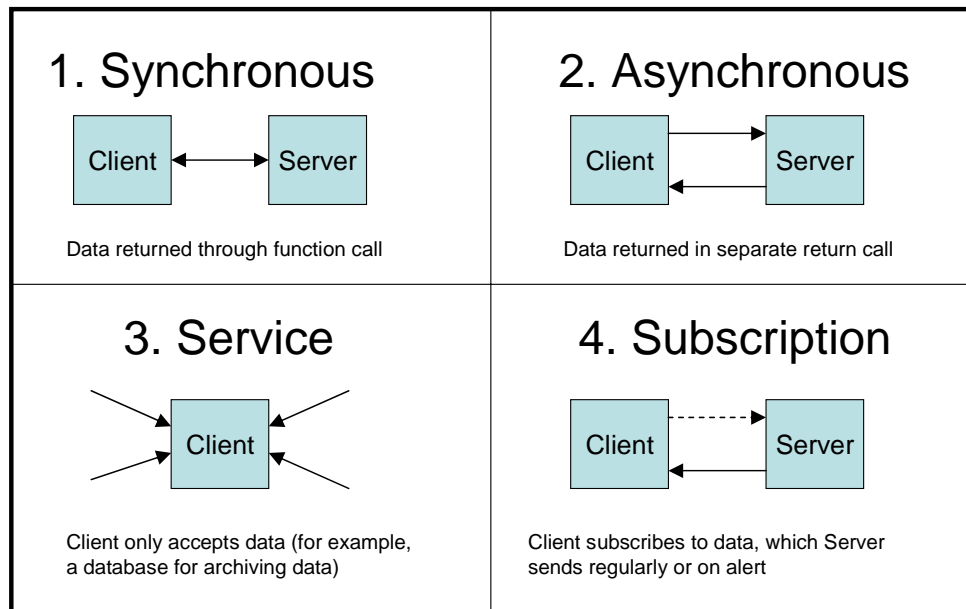 1. Synchronous
Client
Server
Data returned through function call
2. Asynchronous
Client
Server
Data returned in separate return call
3. Service
Client
Client only accepts data (for example,
a database for archiving data)
4. Subscription
Client
Server
Client subscribes to data, which Server
sends regularly or on alert